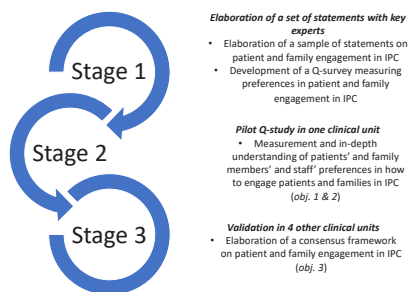 Stage 1
Elaboration of a set of statements with key
experts
• Elaboration of a sample of statements on
patient and family engagement in IPC
• Development of a Q-survey measuring
preferences in patient and family
engagement in IPC
Stage 2
Pilot Q-study in one clinical unit
• Measurement and in-depth
understanding of patients' and family
members' and staff' preferences in how
to engage patients and families in IPC
(obj. 1 & 2)
Stage 3
Validation in 4 other clinical units
• Elaboration of a consensus framework
on patient and family engagement in IPC
(obj. 3)